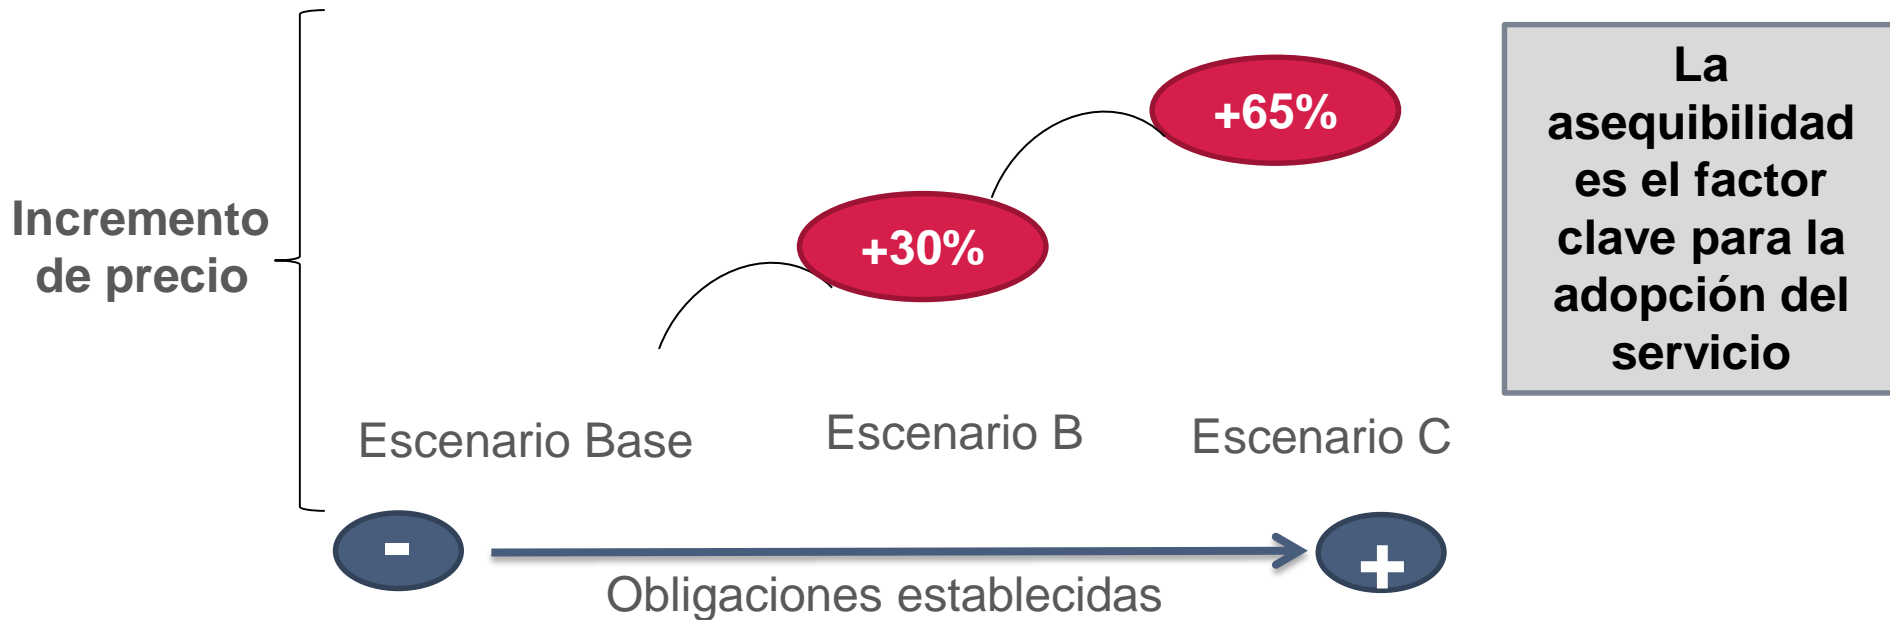 Incremento
de precio
+65%
+30%
Escenario Base
Escenario B
Escenario C
-
+
Obligaciones establecidas
La
asequibilidad
es el factor
clave para la
adopción del
servicio